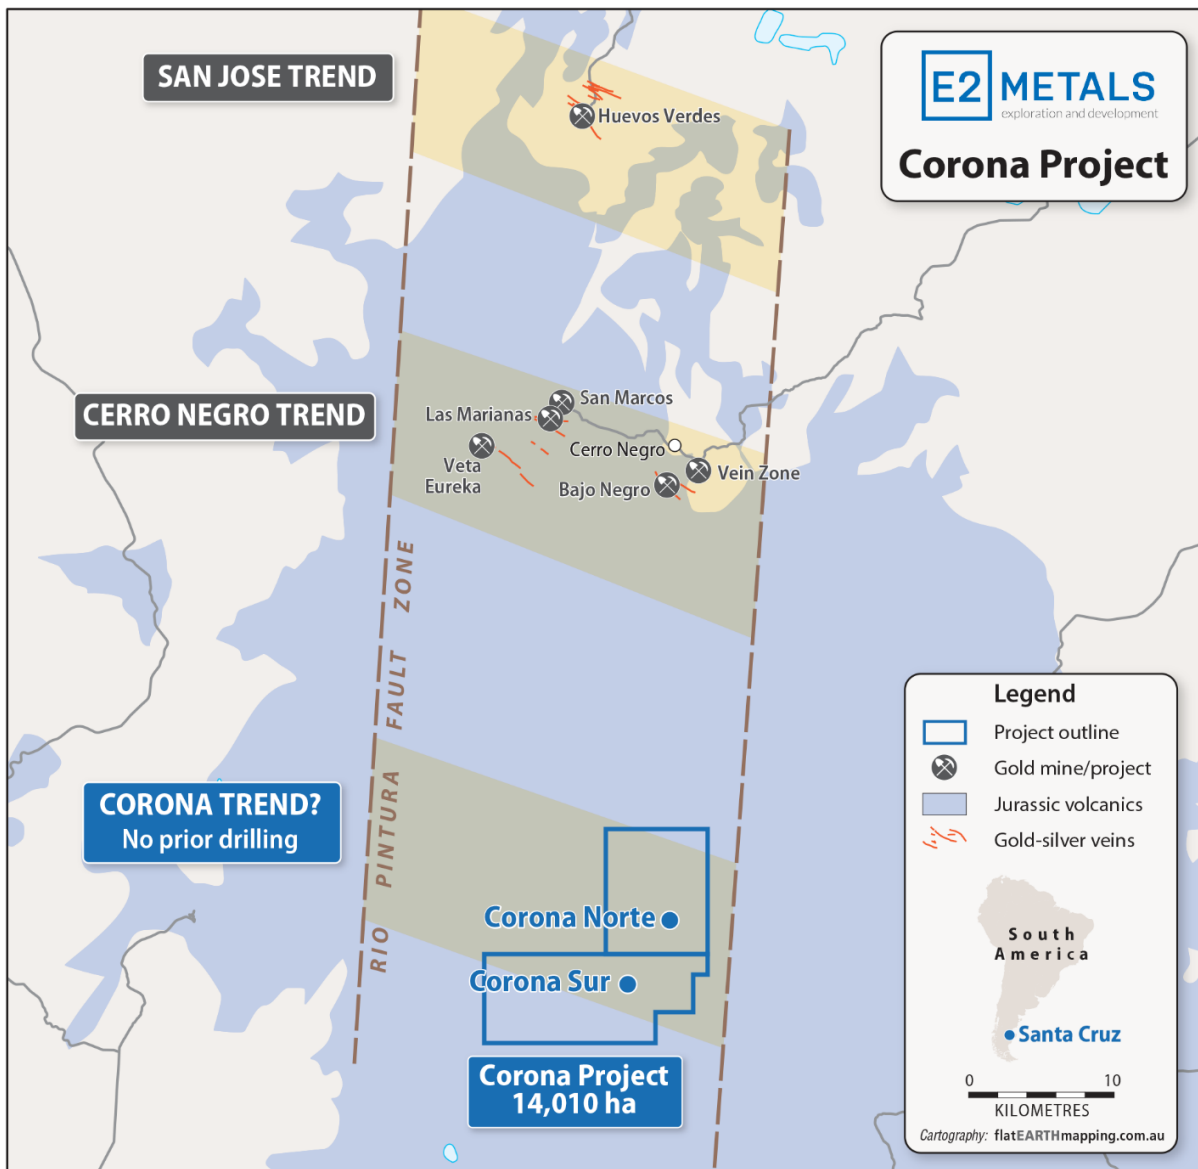 E2 METALS
exploration and development
Corona Project
SAN JOSE TREND
Huevos Verdes
CERRO NEGRO TREND
San Marcos
Las Marianas
Cerro Negro
Veta
Eureka
Vein Zone
Bajo Negro
RIO PINTURA FAULT ZONE
CORONA TREND?
No prior drilling
Corona Norte
Corona Sur
Corona Project
14,010 ha
Legend
Project outline
Gold mine/project
Jurassic volcanics
Gold-silver veins
South
America
Santa Cruz
0 10
KILOMETRES
Cartography: flatEARTHmapping.com.au